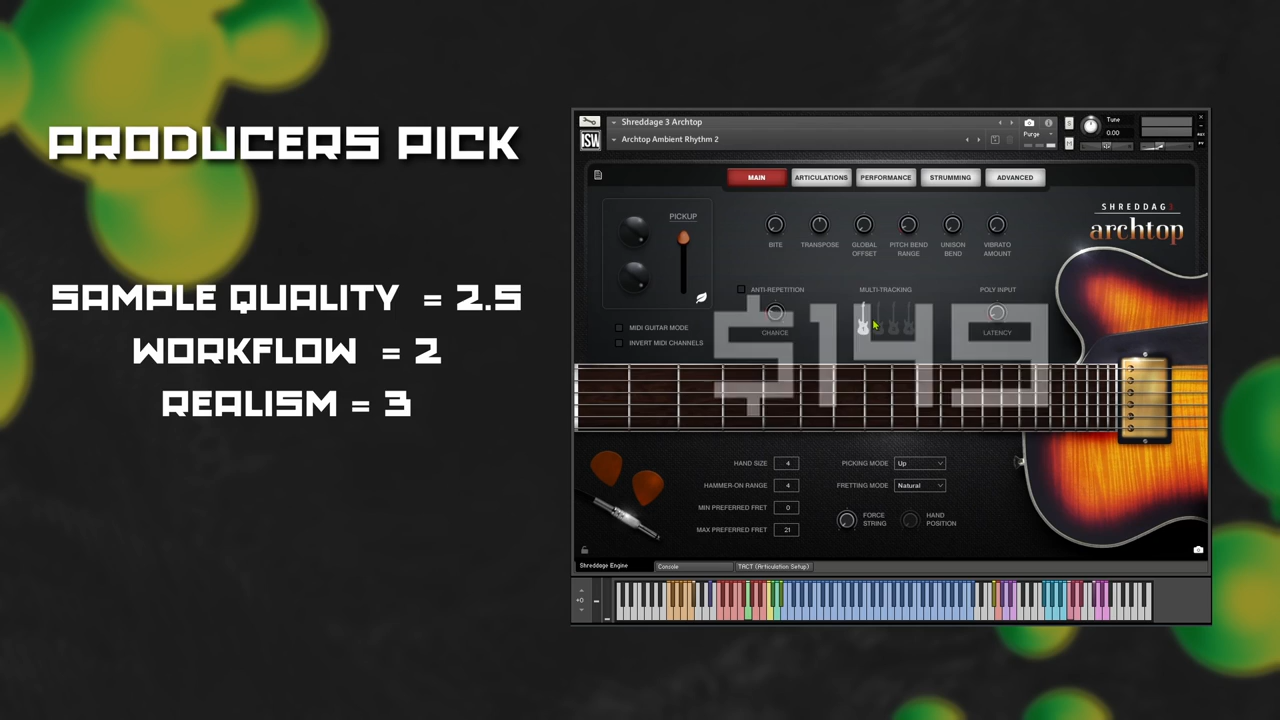 PRODUCERS PICK
SAMPLE QUALITY = 2.5
WORKFLOW = 2
REALISM = 3
Shreddage 3 Archtop
Archtop Ambient Rhythm 2
Purge
S
M
Tune
0.00
ISW
MAIN
ARTICULATIONS
PERFORMANCE
STRUMMING
ADVANCED
SHREDDAGE
archtop
PICKUP
BITE
TRANSPOSE
GLOBAL OFFSET
PITCH BEND RANGE
UNISON BEND
VIBRATO AMOUNT
ANTI-REPETITION
CHANCE
MULTI-TRACKING
POLY INPUT
LATENCY
MIDI GUITAR MODE
INVERT MIDI CHANNELS
$149
HAND SIZE 4
HAMMER-ON RANGE 4
MIN PREFERRED FRET 0
MAX PREFERRED FRET 21
PICKING MODE Up
FRETTING MODE Natural
FORCE STRING
HAND POSITION
Shreddage Engine
Console
TACT (Articulation Setup)
+0